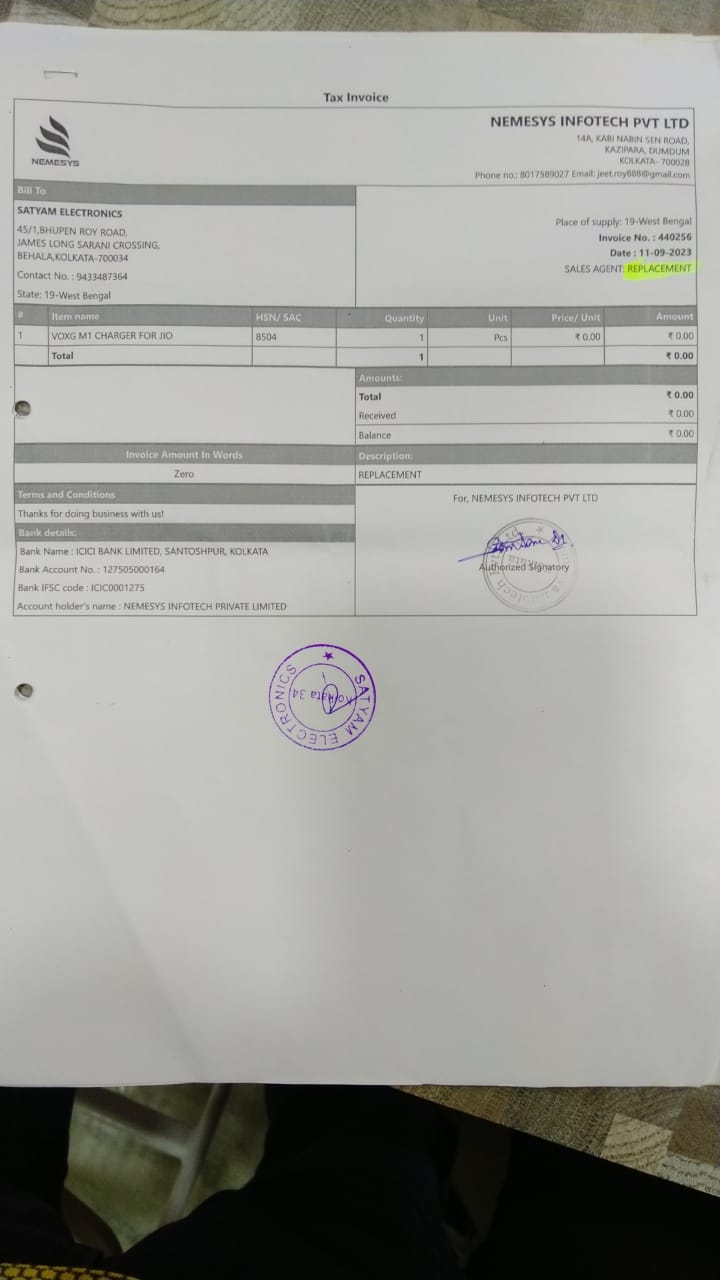 Tax Invoice
NEMESYS
NEMESYS INFOTECH PVT LTD
14A, KABI NABIN SEN ROAD,
KAZIPARA, DUMDUM
KOLKATA- 700028
Phone no.: 8017589027 Email: jeet.roy888@gmail.com
Bill To
SATYAM ELECTRONICS
45/1,BHUPEN ROY ROAD,
JAMES LONG SARANI CROSSING,
BEHALA,KOLKATA-700034
Contact No. : 9433487364
State: 19-West Bengal
Place of supply: 19-West Bengal
Invoice No. : 440256
Date : 11-09-2023
SALES AGENT: REPLACEMENT
# Item name HSN/ SAC Quantity Unit Price/ Unit Amount
1 VOXG M1 CHARGER FOR JIO 8504 1 Pcs ₹ 0.00 ₹ 0.00
Total 1 ₹ 0.00
Amounts:
Total ₹ 0.00
Received ₹ 0.00
Balance ₹ 0.00
Invoice Amount In Words
Zero
Description:
REPLACEMENT
Terms and Conditions
Thanks for doing business with us!
Bank details:
Bank Name : ICICI BANK LIMITED, SANTOSHPUR, KOLKATA
Bank Account No. : 127505000164
Bank IFSC code : ICIC0001275
Account holder's name : NEMESYS INFOTECH PRIVATE LIMITED
For, NEMESYS INFOTECH PVT LTD
Authorized Signatory
SATYAM ELECTRONICS
Kolkata 34